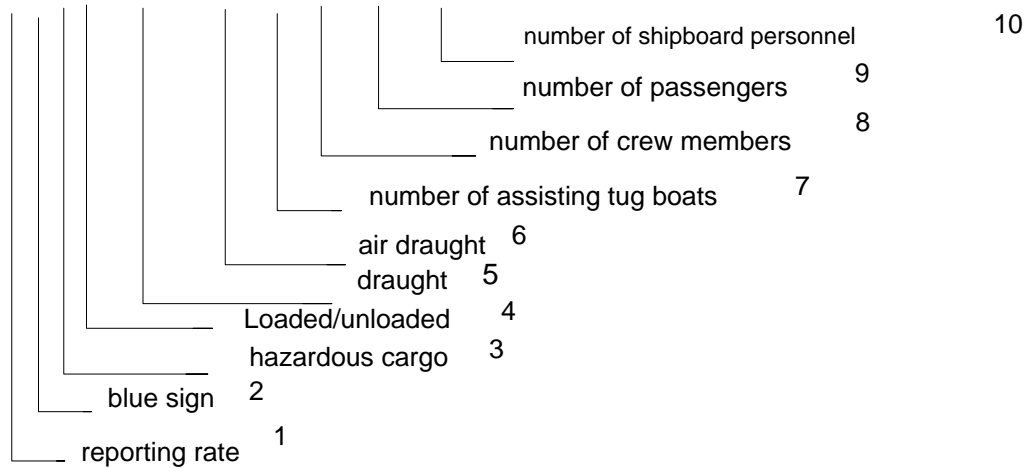 number of shipboard personnel 10
number of passengers 9
number of crew members 8
number of assisting tug boats 7
air draught 6
draught 5
Loaded/unloaded 4
hazardous cargo 3
blue sign 2
reporting rate 1